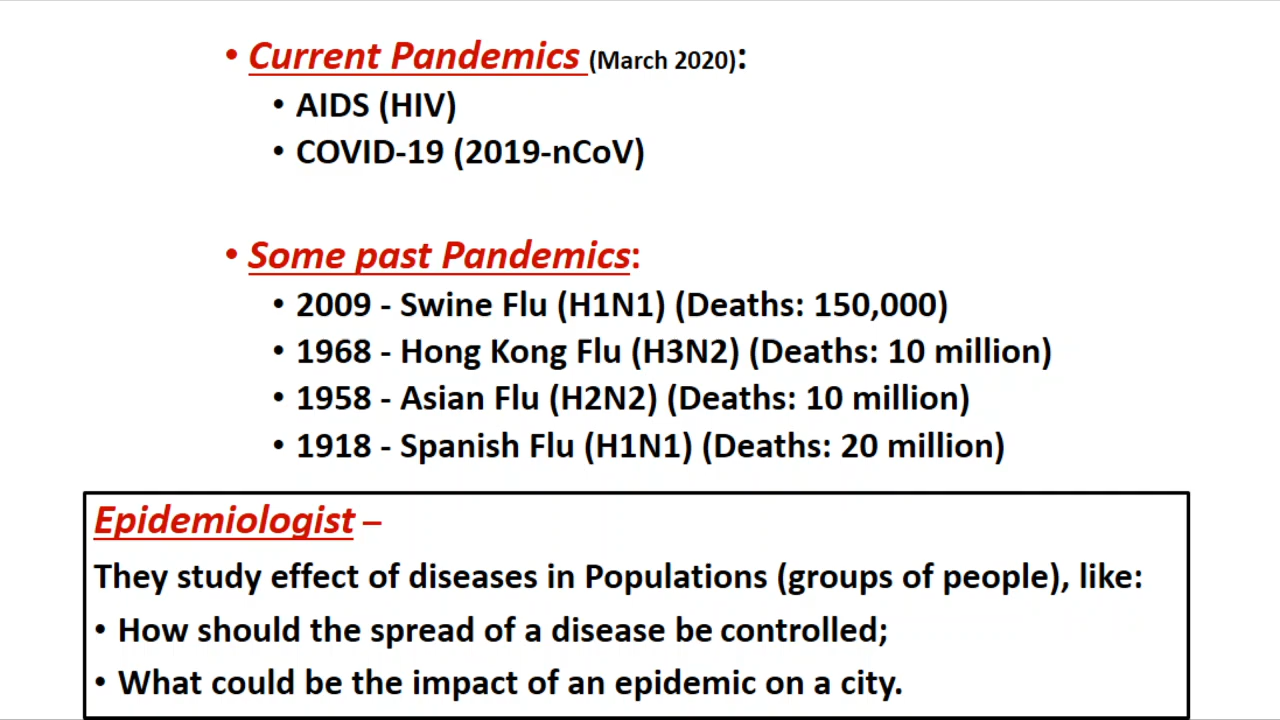 • Current Pandemics (March 2020):
• AIDS (HIV)
• COVID-19 (2019-nCoV)
• Some past Pandemics:
• 2009 - Swine Flu (H1N1) (Deaths: 150,000)
• 1968 - Hong Kong Flu (H3N2) (Deaths: 10 million)
• 1958 - Asian Flu (H2N2) (Deaths: 10 million)
• 1918 - Spanish Flu (H1N1) (Deaths: 20 million)
Epidemiologist –
They study effect of diseases in Populations (groups of people), like:
• How should the spread of a disease be controlled;
• What could be the impact of an epidemic on a city.